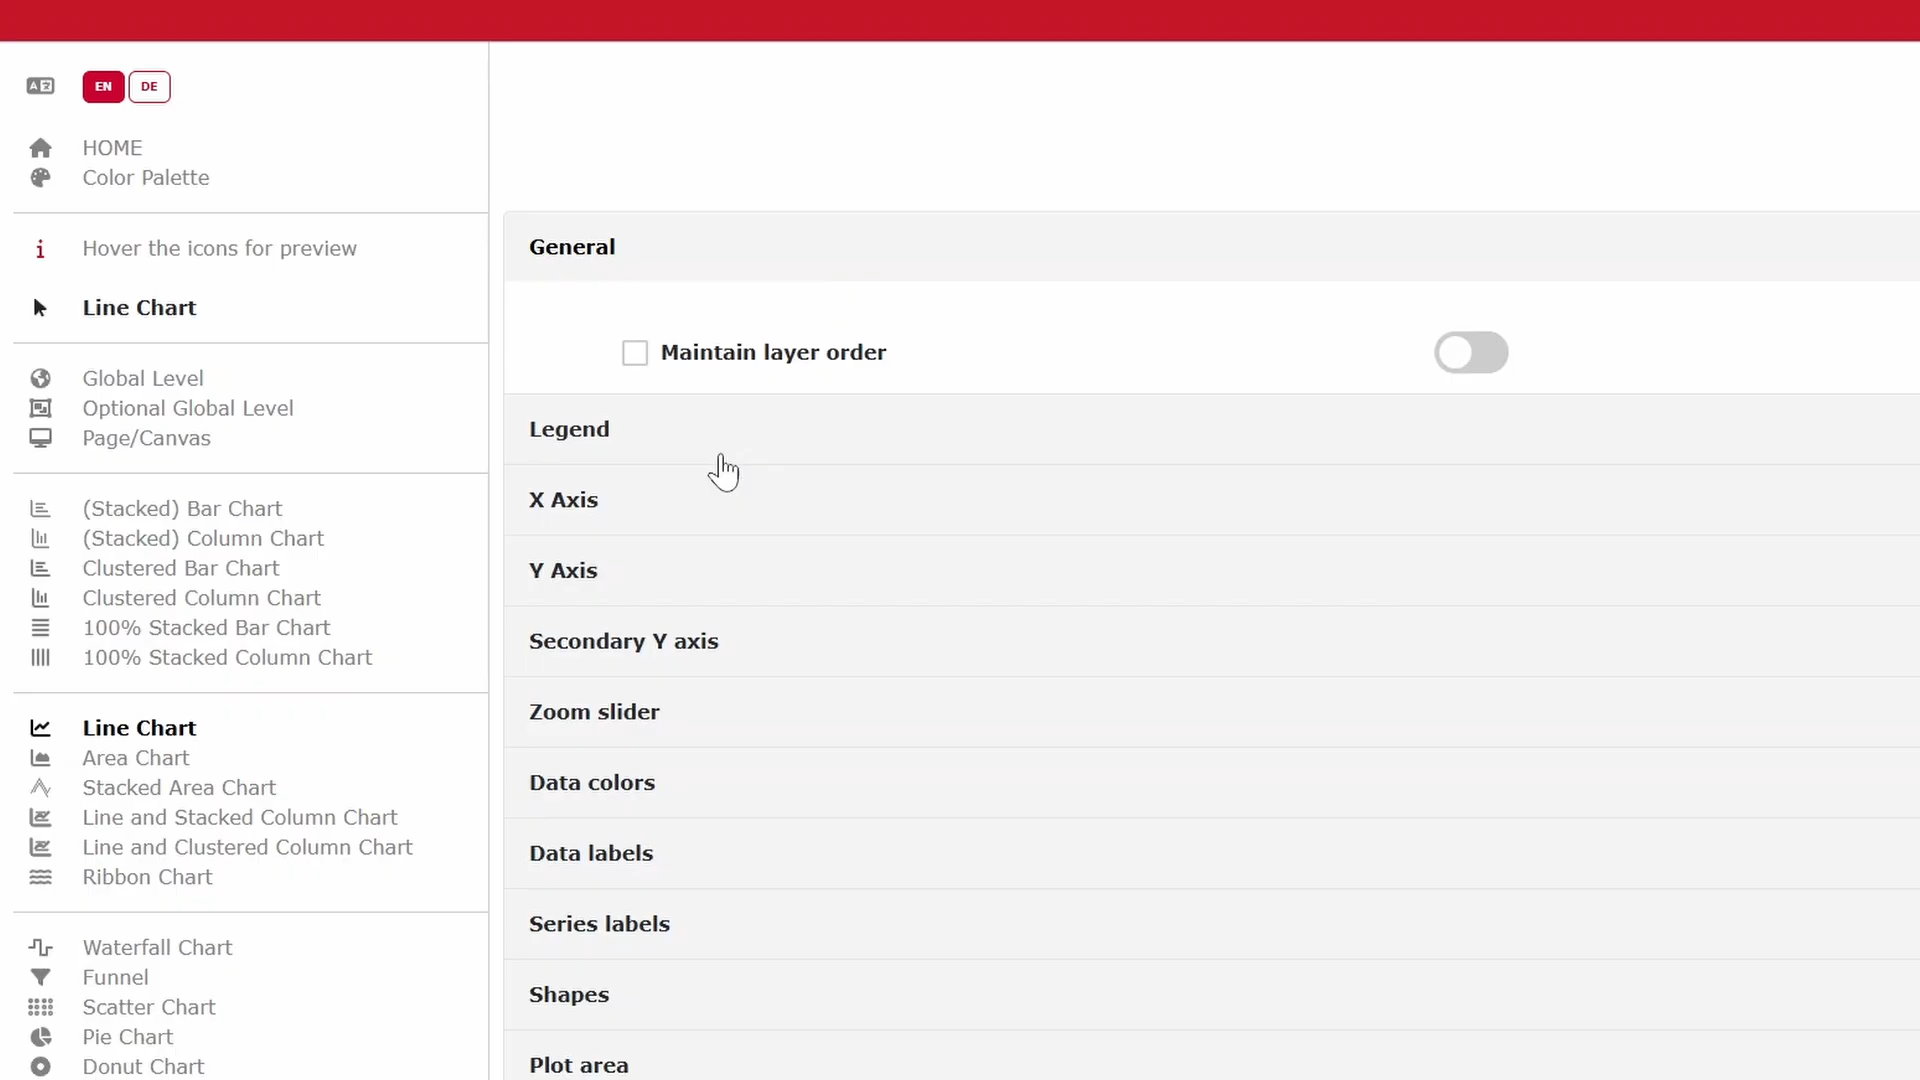 EN DE
HOME
Color Palette
Hover the icons for preview
Line Chart
Global Level
Optional Global Level
Page/Canvas
(Stacked) Bar Chart
(Stacked) Column Chart
Clustered Bar Chart
Clustered Column Chart
100% Stacked Bar Chart
100% Stacked Column Chart
Line Chart
Area Chart
Stacked Area Chart
Line and Stacked Column Chart
Line and Clustered Column Chart
Ribbon Chart
Waterfall Chart
Funnel
Scatter Chart
Pie Chart
Donut Chart
General
Maintain layer order
Legend
X Axis
Y Axis
Secondary Y axis
Zoom slider
Data colors
Data labels
Series labels
Shapes
Plot area